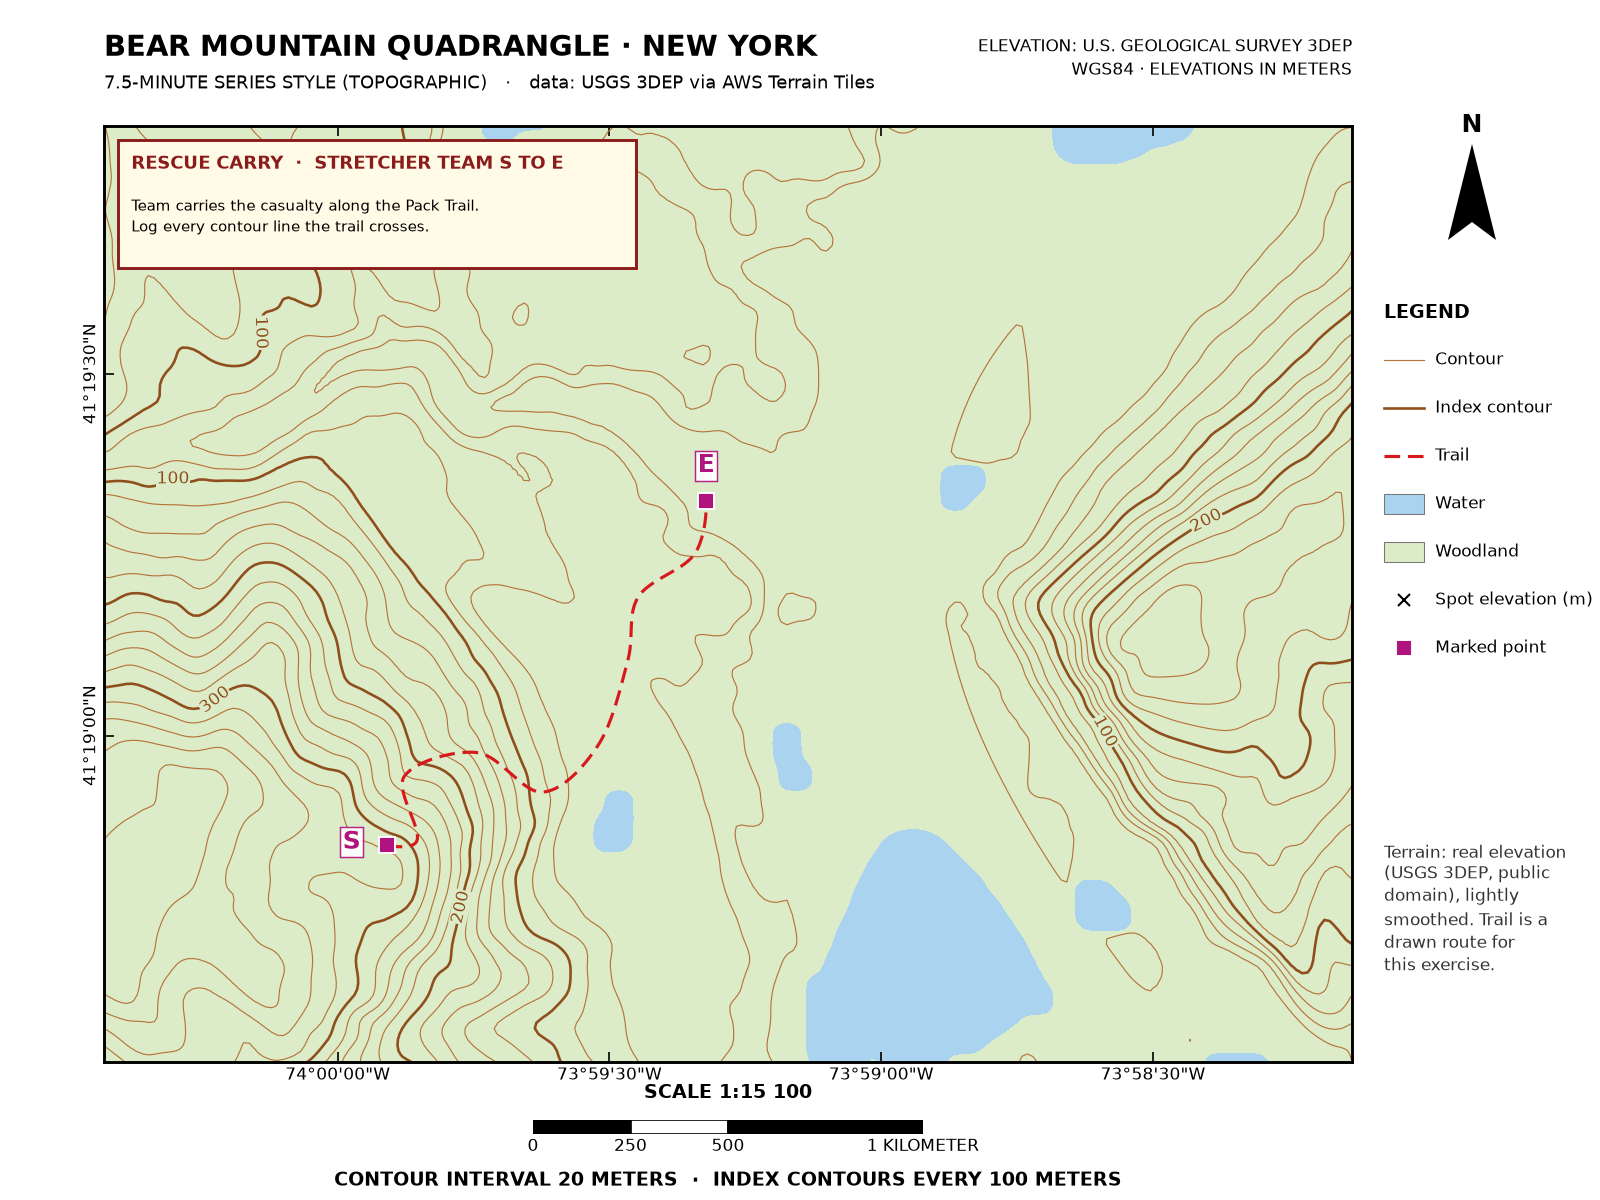 BEAR MOUNTAIN QUADRANGLE · NEW YORK
7.5-MINUTE SERIES STYLE (TOPOGRAPHIC) · data: USGS 3DEP via AWS Terrain Tiles
ELEVATION: U.S. GEOLOGICAL SURVEY 3DEP
WGS84 · ELEVATIONS IN METERS
RESCUE CARRY · STRETCHER TEAM S TO E
Team carries the casualty along the Pack Trail.
Log every contour line the trail crosses.
N
LEGEND
Contour
Index contour
Trail
Water
Woodland
Spot elevation (m)
Marked point
Terrain: real elevation
(USGS 3DEP, public
domain), lightly
smoothed. Trail is a
drawn route for
this exercise.
41°19'30"N
41°19'00"N
100
100
E
200
300
100
S
200
74°00'00"W
73°59'30"W
73°59'00"W
73°58'30"W
SCALE 1:15 100
0
250
500
1 KILOMETER
CONTOUR INTERVAL 20 METERS · INDEX CONTOURS EVERY 100 METERS